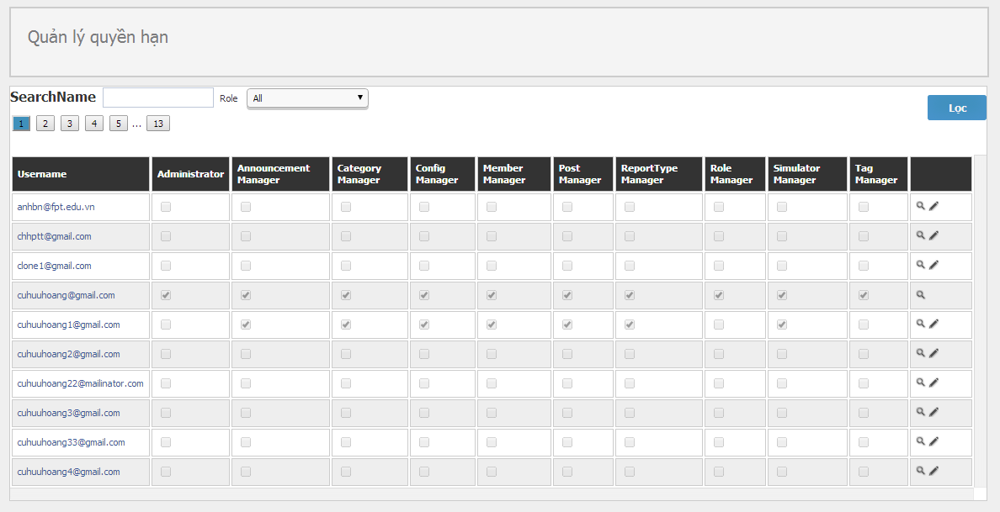 Quản lý quyền hạn
SearchName Role All Lọc
1 2 3 4 5 ... 13
Username Administrator Announcement Manager Category Manager Config Manager Member Manager Post Manager ReportType Manager Role Manager Simulator Manager Tag Manager
anhbn@fpt.edu.vn
chhptt@gmail.com
clone1@gmail.com
cuhuuhoang@gmail.com
cuhuuhoang1@gmail.com
cuhuuhoang2@gmail.com
cuhuuhoang22@mailinator.com
cuhuuhoang3@gmail.com
cuhuuhoang33@gmail.com
cuhuuhoang4@gmail.com